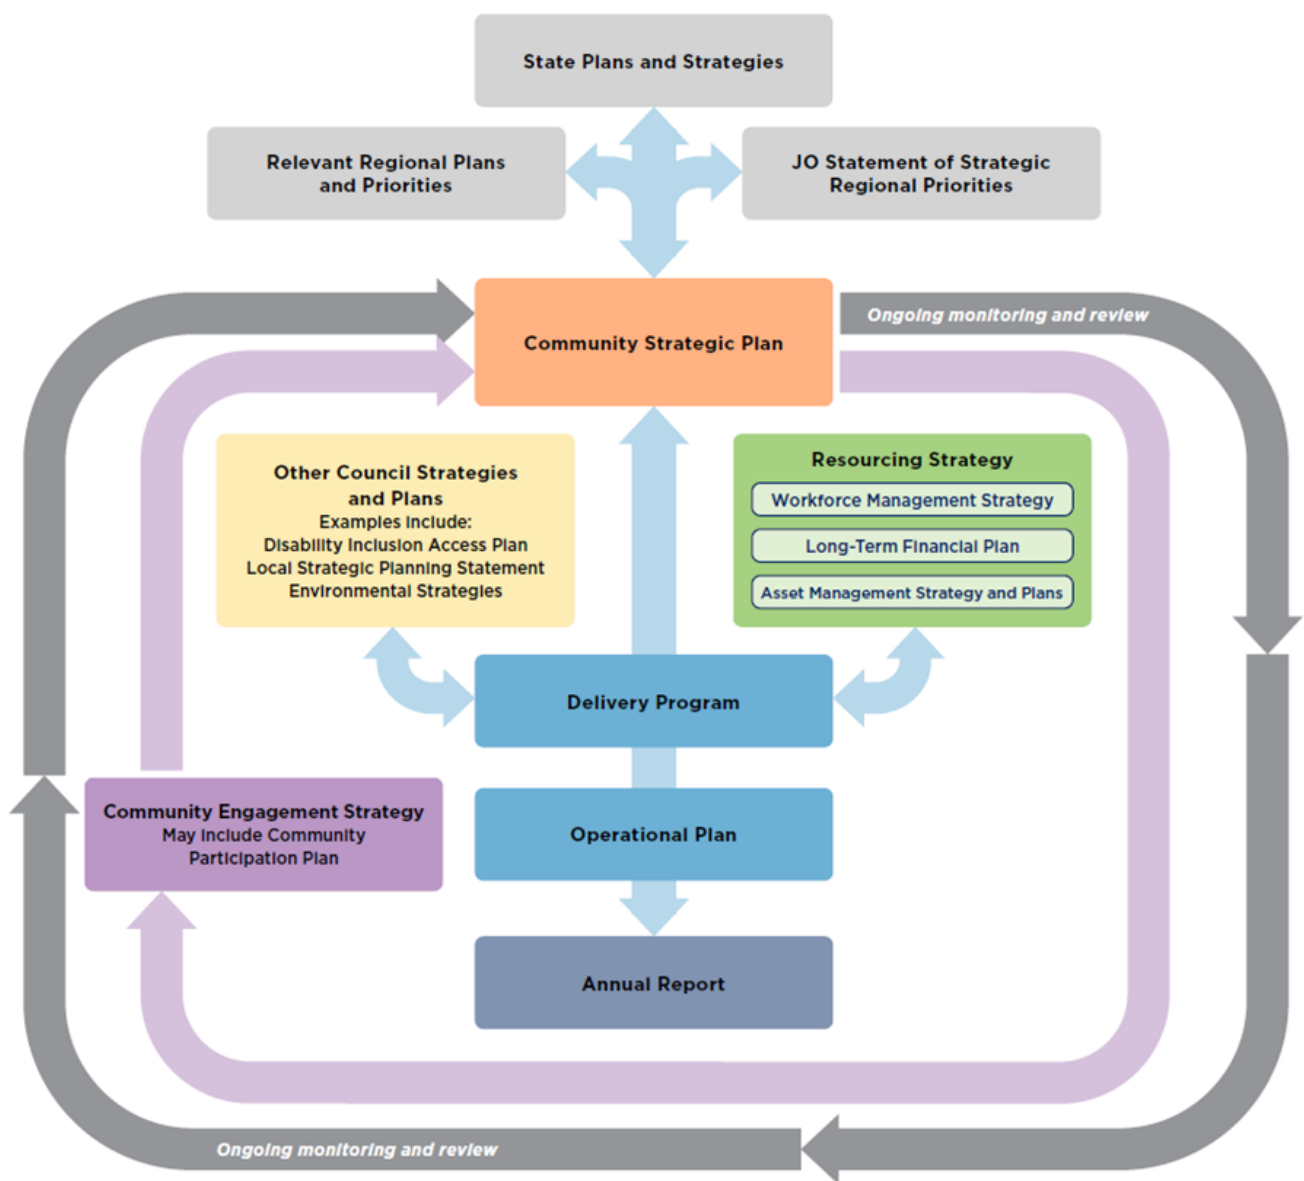 State Plans and Strategies
Relevant Regional Plans
and Priorities
JO Statement of Strategic
Regional Priorities
Community Strategic Plan
Ongoing monitoring and review
Other Council Strategies
and Plans
Examples include:
Disability Inclusion Access Plan
Local Strategic Planning Statement
Environmental Strategies
Resourcing Strategy
Workforce Management Strategy
Long-Term Financial Plan
Asset Management Strategy and Plans
Delivery Program
Community Engagement Strategy
May include Community
Participation Plan
Operational Plan
Annual Report
Ongoing monitoring and review